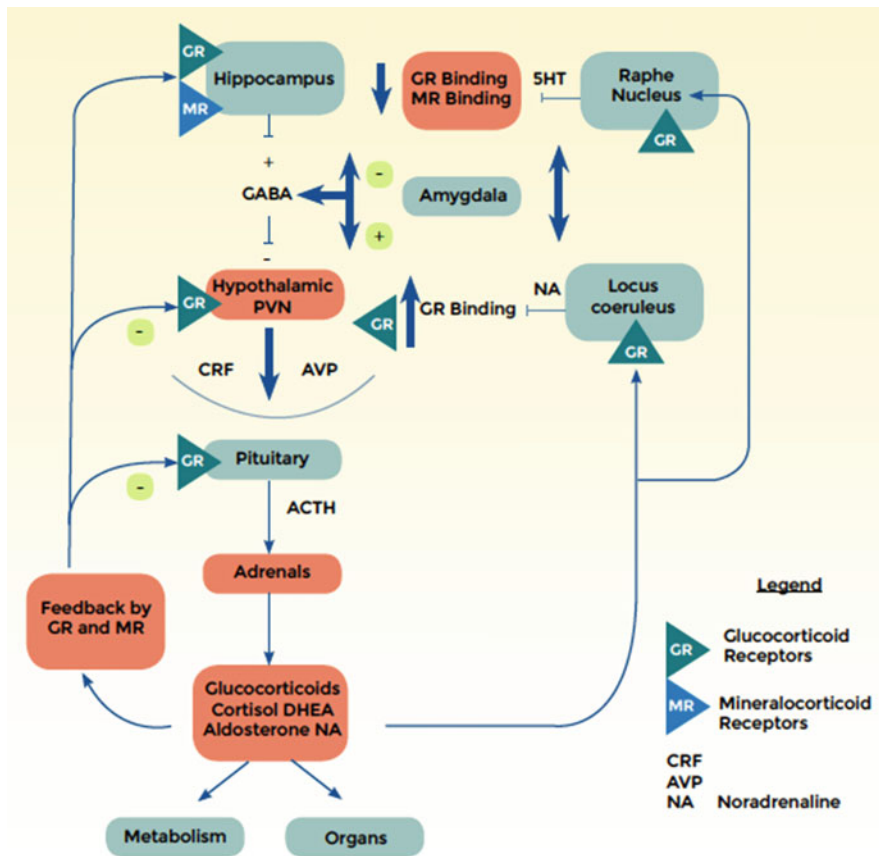 GR
Hippocampus
MR
GR Binding
MR Binding
5HT
Raphe
Nucleus
GR
+
GABA
-
+
Amygdala
-
Hypothalamic
PVN
GR
-
CRF
AVP
GR
GR Binding
NA
Locus
coeruleus
GR
GR
Pituitary
-
ACTH
Adrenals
Feedback by
GR and MR
Glucocorticoids
Cortisol DHEA
Aldosterone NA
Metabolism
Organs
Legend
GR
Glucocorticoid
Receptors
MR
Mineralocorticoid
Receptors
CRF
AVP
NA Noradrenaline